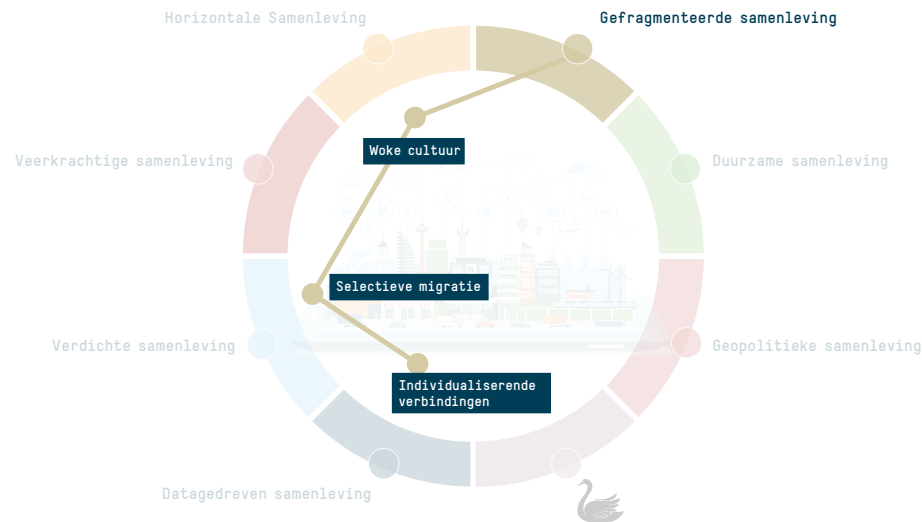 Horizontale Samenleving
Gefragmenteerde samenleving
Woke cultuur
Veerkrachtige samenleving
Duurzame samenleving
Selectieve migratie
Verdichte samenleving
Geopolitieke samenleving
Individualiserende
verbindingen
Datagedreven samenleving